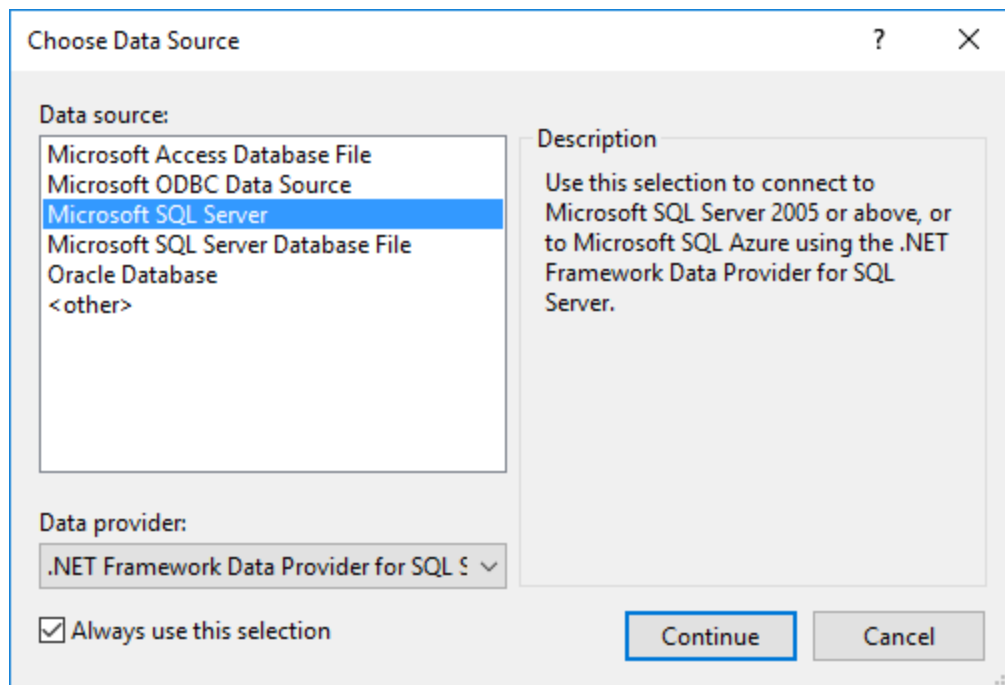 Choose Data Source
?
Data source:
Microsoft Access Database File
Microsoft ODBC Data Source
Microsoft SQL Server
Microsoft SQL Server Database File
Oracle Database
<other>
Description
Use this selection to connect to
Microsoft SQL Server 2005 or above, or
to Microsoft SQL Azure using the .NET
Framework Data Provider for SQL
Server.
Data provider:
.NET Framework Data Provider for SQL S
Always use this selection
Continue
Cancel